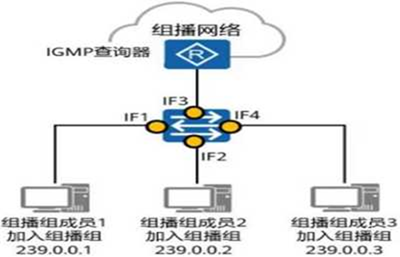 组播网络
IGMP查询器
R
IF3
IF1
IF4
IF2
组播组成员1
加入组播组
239.0.0.1
组播组成员2
加入组播组
239.0.0.2
组播组成员3
加入组播组
239.0.0.3